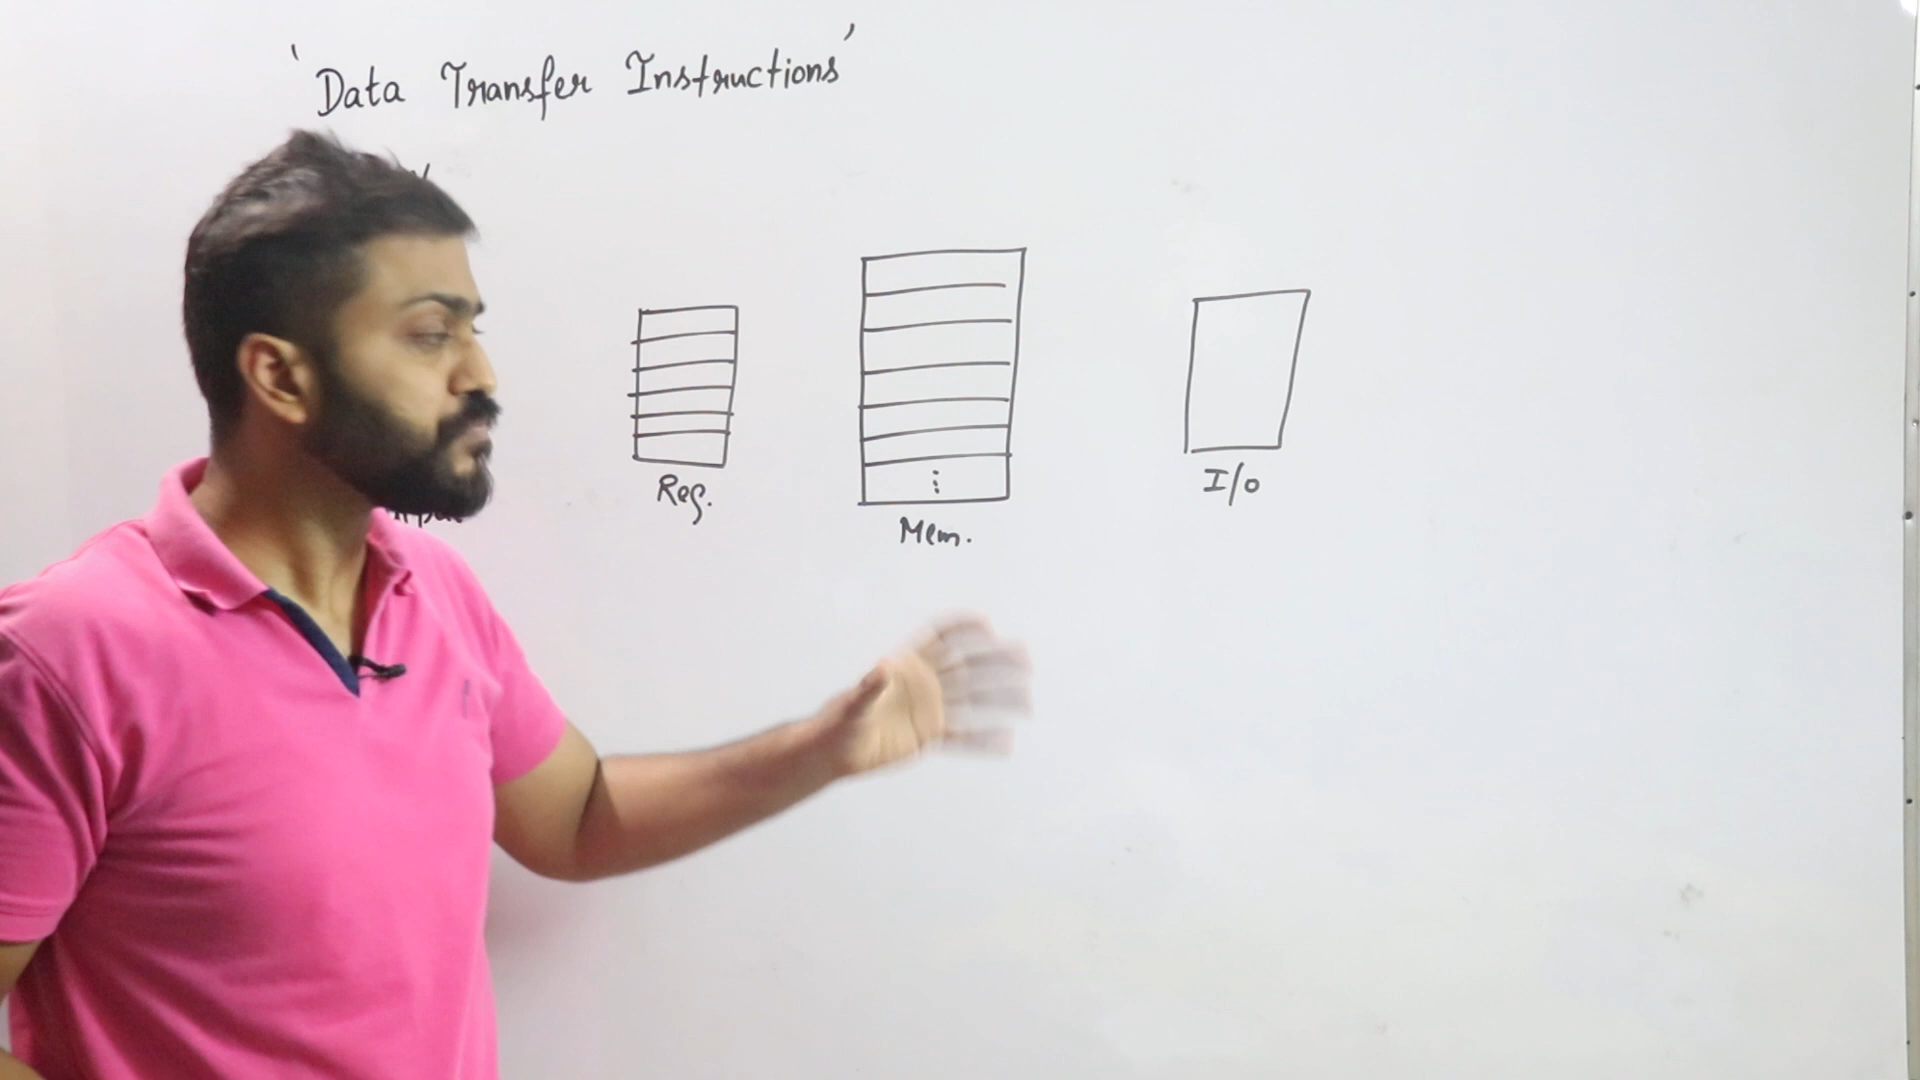 'Data Transfer Instructions'
Reg.
Mem.
I/O